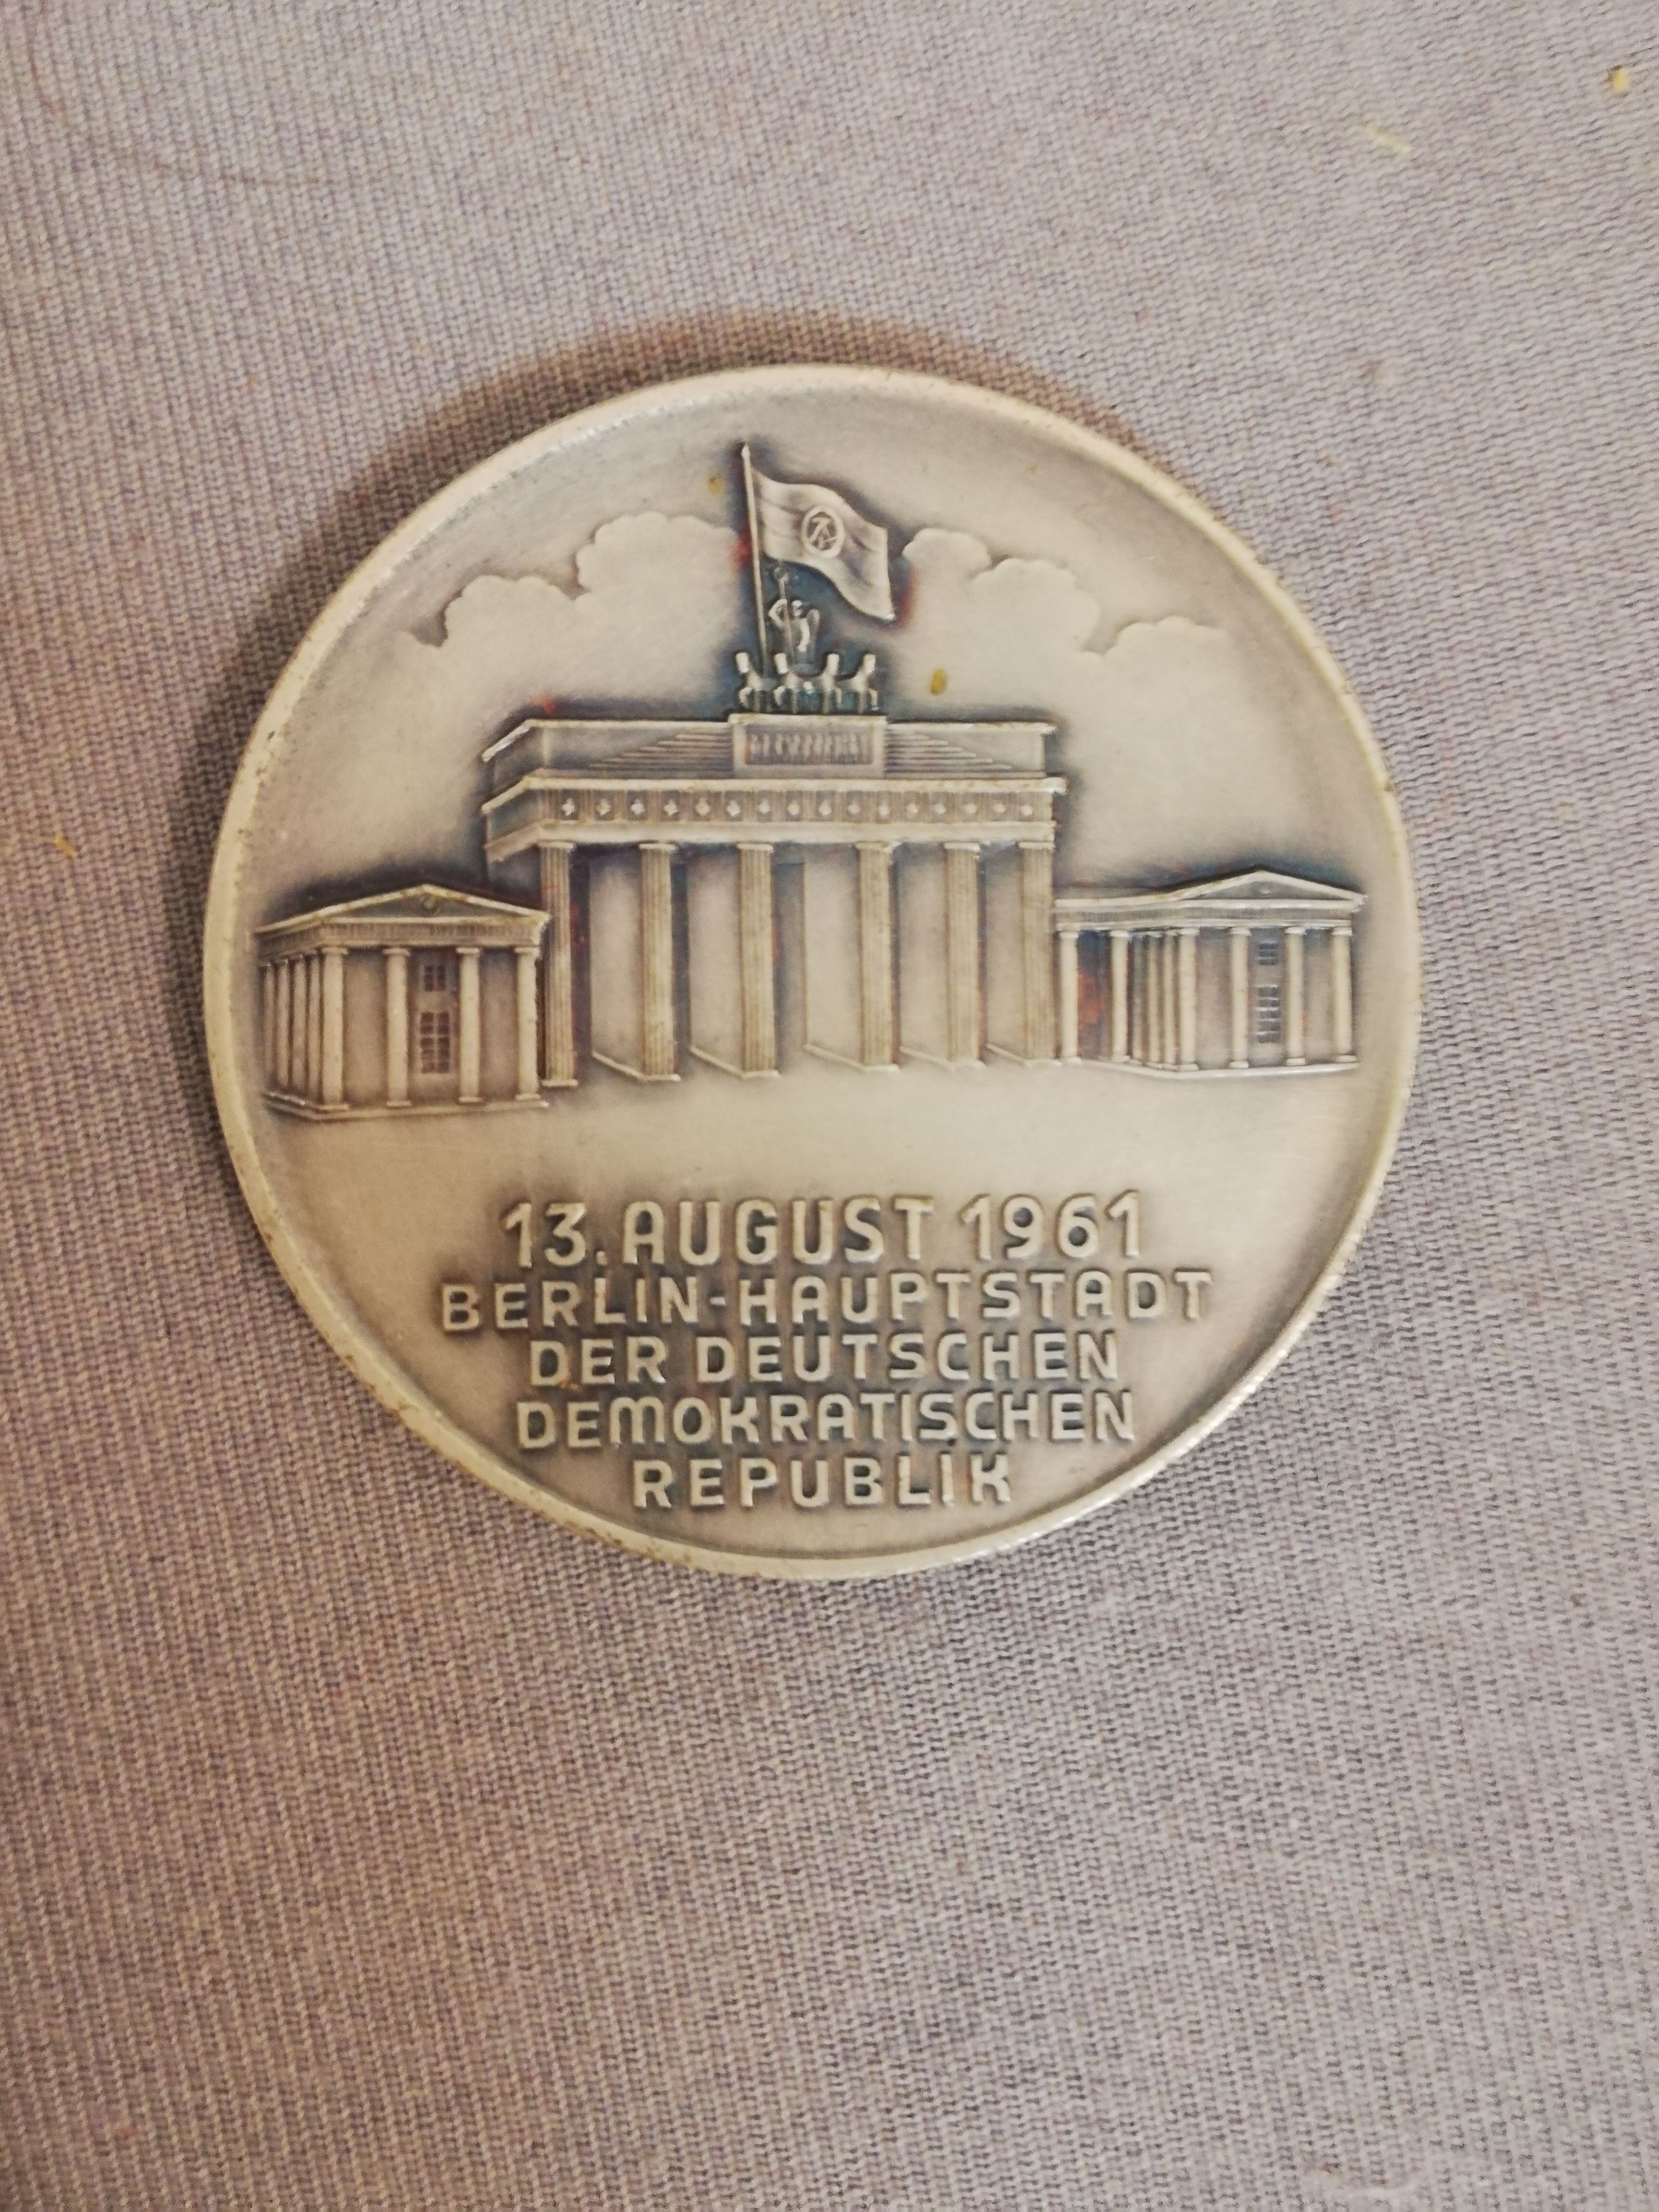 13. AUGUST 1961
BERLIN-HAUPTSTADT
DER DEUTSCHEN
DEMOKRATISCHEN
REPUBLIK